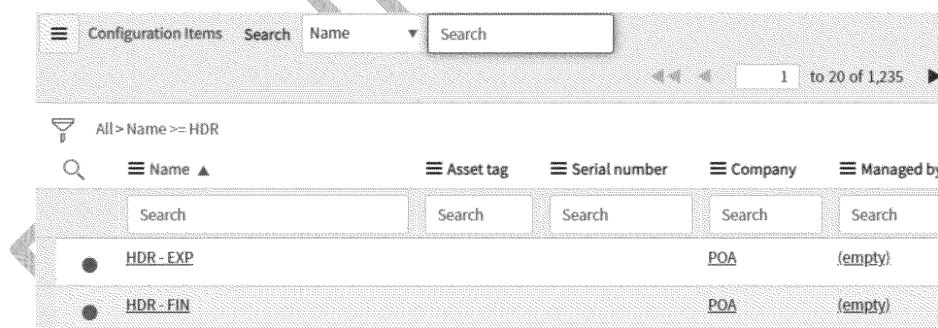 Configuration Items Search Name Search
1 to 20 of 1,235
All > Name >= HDR
Name Asset tag Serial number Company Managed by
Search Search Search Search Search
HDR - EXP POA (empty)
HDR - FIN POA (empty)